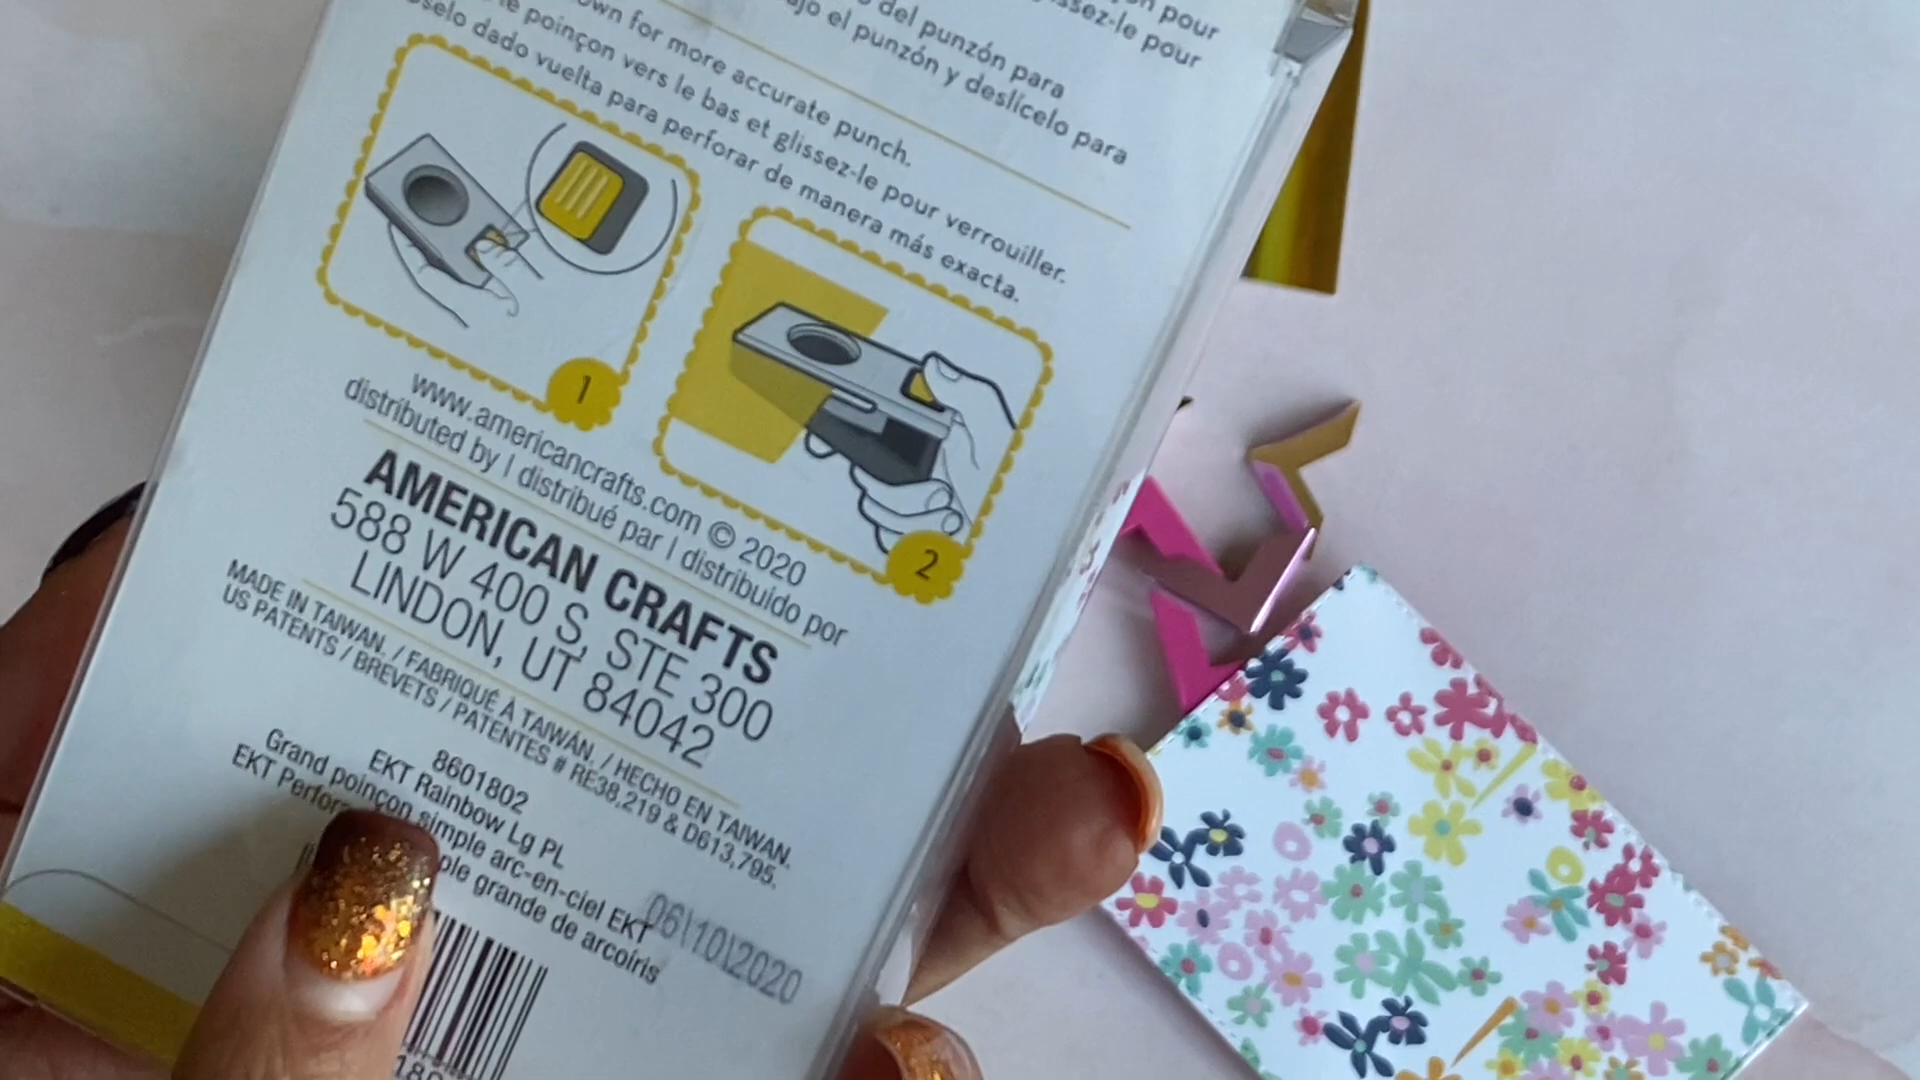 del punzón para
ajo el punzón y deslícelo para
pour
ssez-le pour
own for more accurate punch.
le poinçon vers le bas et glissez-le pour verrouiller.
dado vuelta para perforar de manera más exacta.
1
2
www.americancrafts.com © 2020
distributed by | distribué par | distribuido por
AMERICAN CRAFTS
588 W 400 S, STE 300
LINDON, UT 84042
MADE IN TAIWAN. / FABRIQUÉ À TAIWÁN. / HECHO EN TAIWAN.
US PATENTS / BREVETS / PATENTES # RE38,219 & D613,795.
8601802
EKT Rainbow Lg PL
Grand poinçon simple arc-en-ciel EKT
EKT Perfora ple grande de arcoíris
06\10\2020